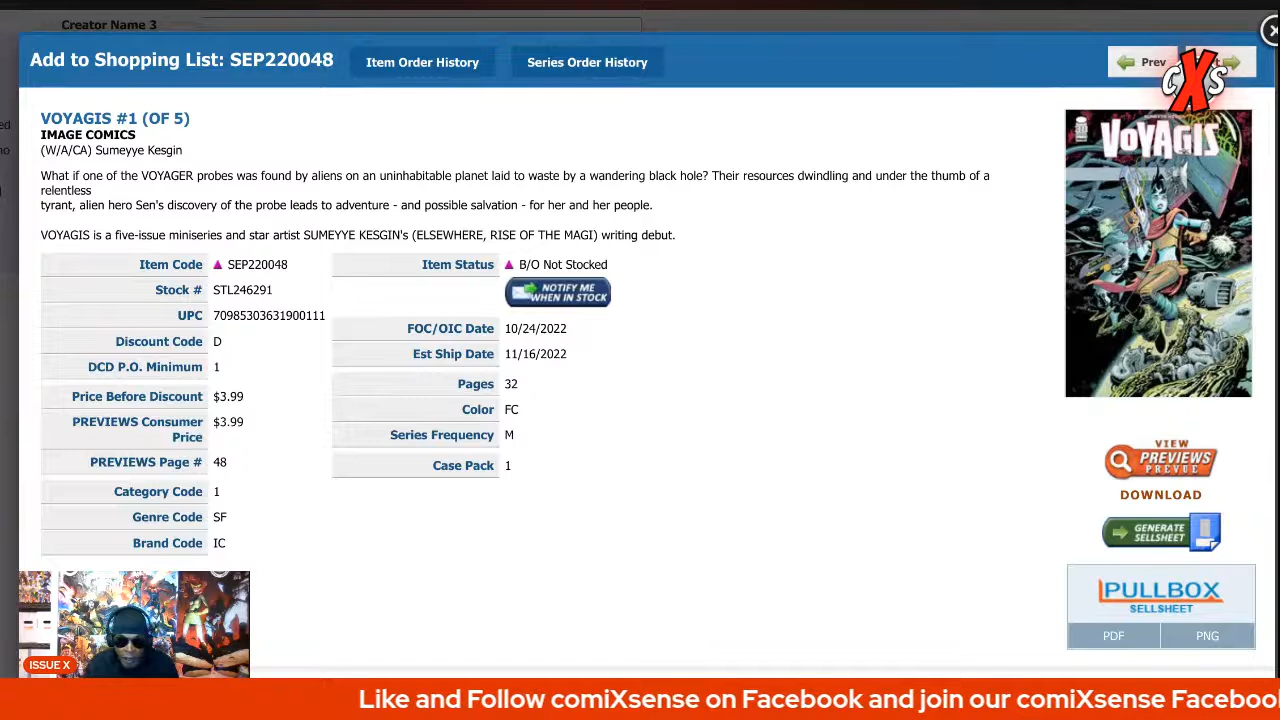 Creator Name 3
Add to Shopping List: SEP220048
Item Order History
Series Order History
Prev
cXs
VOYAGIS #1 (OF 5)
IMAGE COMICS
(W/A/CA) Sumeyye Kesgin
What if one of the VOYAGER probes was found by aliens on an uninhabitable planet laid to waste by a wandering black hole? Their resources dwindling and under the thumb of a
relentless
tyrant, alien hero Sen's discovery of the probe leads to adventure - and possible salvation - for her and her people.
VOYAGIS is a five-issue miniseries and star artist SUMEYYE KESGIN's (ELSEWHERE, RISE OF THE MAGI) writing debut.
Item Code SEP220048
Stock # STL246291
UPC 70985303631900111
Discount Code D
DCD P.O. Minimum 1
Price Before Discount $3.99
PREVIEWS Consumer
Price $3.99
PREVIEWS Page # 48
Category Code 1
Genre Code SF
Brand Code IC
Item Status B/O Not Stocked
NOTIFY ME
WHEN IN STOCK
FOC/OIC Date 10/24/2022
Est Ship Date 11/16/2022
Pages 32
Color FC
Series Frequency M
Case Pack 1
VOYAGIS
VIEW
PREVIEWS
PREVUE
DOWNLOAD
GENERATE
SELLSHEET
PULLBOX
SELLSHEET
PDF PNG
ISSUE X
Like and Follow comiXsense on Facebook and join our comiXsense Faceboo